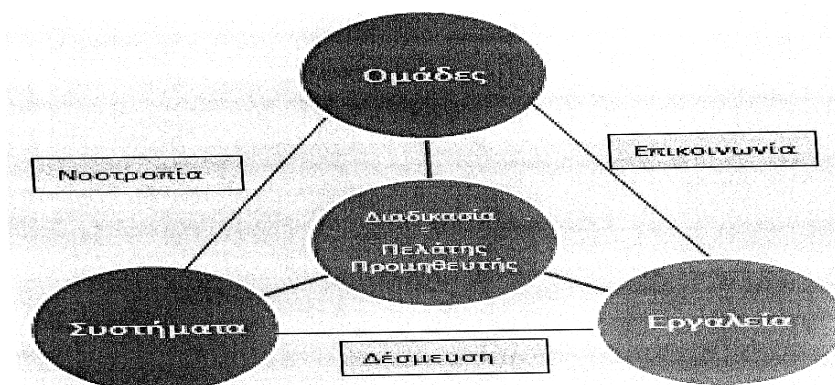 Ομάδες
Νοοτροπία
Επικοινωνία
Διαδικασία
=
Πελάτης
Προμηθευτής
Συστήματα
Εργαλεία
Δέσμευση